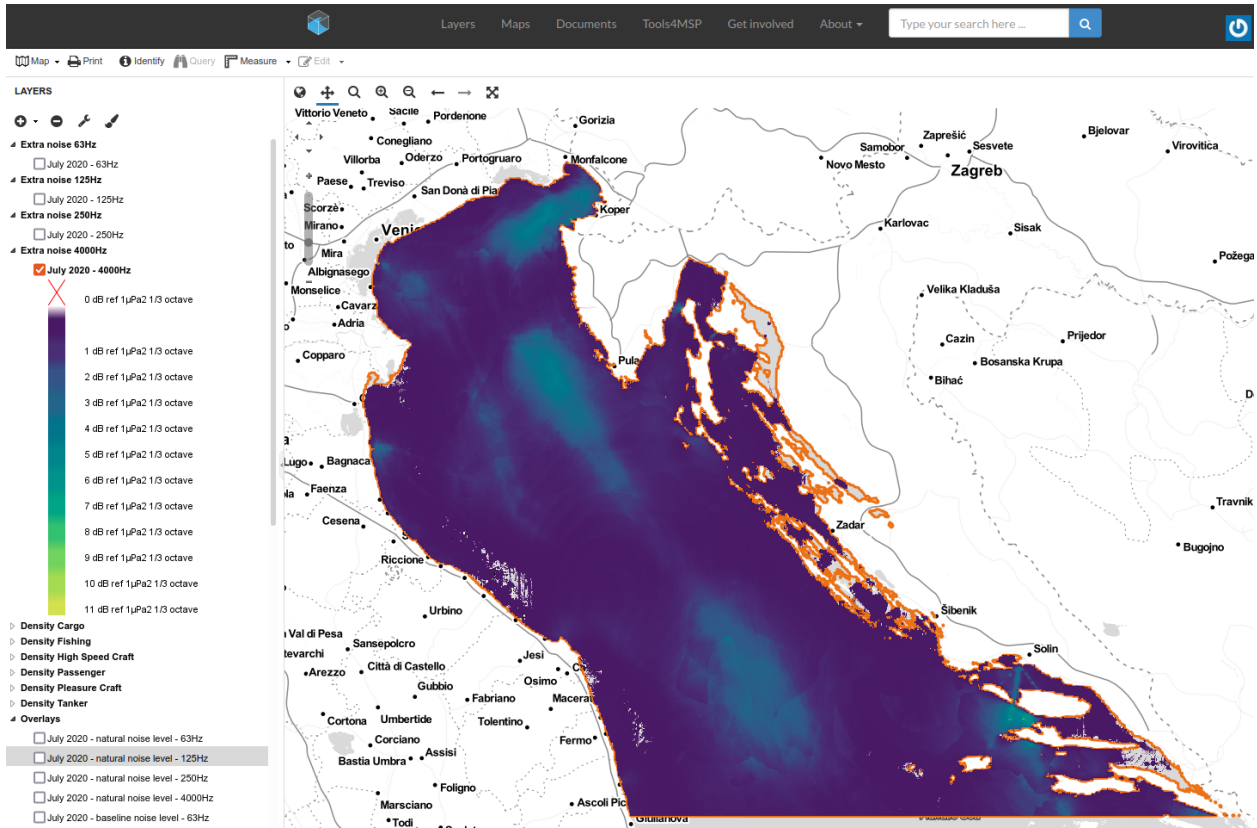 Layers Maps Documents Tools4MSP Get involved About Type your search here ...
Map Print Identify Query Measure Edit
LAYERS
Extra noise 63Hz
July 2020 - 63Hz
Extra noise 125Hz
July 2020 - 125Hz
Extra noise 250Hz
July 2020 - 250Hz
Extra noise 4000Hz
July 2020 - 4000Hz
0 dB ref 1µPa2 1/3 octave
1 dB ref 1µPa2 1/3 octave
2 dB ref 1µPa2 1/3 octave
3 dB ref 1µPa2 1/3 octave
4 dB ref 1µPa2 1/3 octave
5 dB ref 1µPa2 1/3 octave
6 dB ref 1µPa2 1/3 octave
7 dB ref 1µPa2 1/3 octave
8 dB ref 1µPa2 1/3 octave
9 dB ref 1µPa2 1/3 octave
10 dB ref 1µPa2 1/3 octave
11 dB ref 1µPa2 1/3 octave
Density Cargo
Density Fishing
Density High Speed Craft
Density Passenger
Density Pleasure Craft
Density Tanker
Overlays
July 2020 - natural noise level - 63Hz
July 2020 - natural noise level - 125Hz
July 2020 - natural noise level - 250Hz
July 2020 - natural noise level - 4000Hz
July 2020 - baseline noise level - 63Hz
Vittorio Veneto
Sacile
Pordenone
Gorizia
Conegliano
Villorba
Oderzo
Portogruaro
Monfalcone
Paese
Treviso
San Donà di Pia
Scorzè
Mirano
Venic
Koper
Mira
Albignasego
Monselice
Cavarz
Adria
Copparo
Pula
Lugo
Bagnaca
Faenza
Cesena
Riccione
Urbino
Val di Pesa
Sansepolcro
tevarchi
Arezzo
Città di Castello
Jesi
Osimo
Gubbio
Fabriano
Macerat
Cortona
Umbertide
Tolentino
Corciano
Fermo
Bastia Umbra
Assisi
Foligno
Marsciano
Todi
Ascoli Pic
Giulianova
Zaprešić
Samobor
Sesvete
Zagreb
Novo Mesto
Bjelovar
Virovitica
Karlovac
Sisak
Požega
Velika Kladuša
Cazin
Prijedor
Bosanska Krupa
Bihać
Travnik
Bugojno
Zadar
Šibenik
Solin